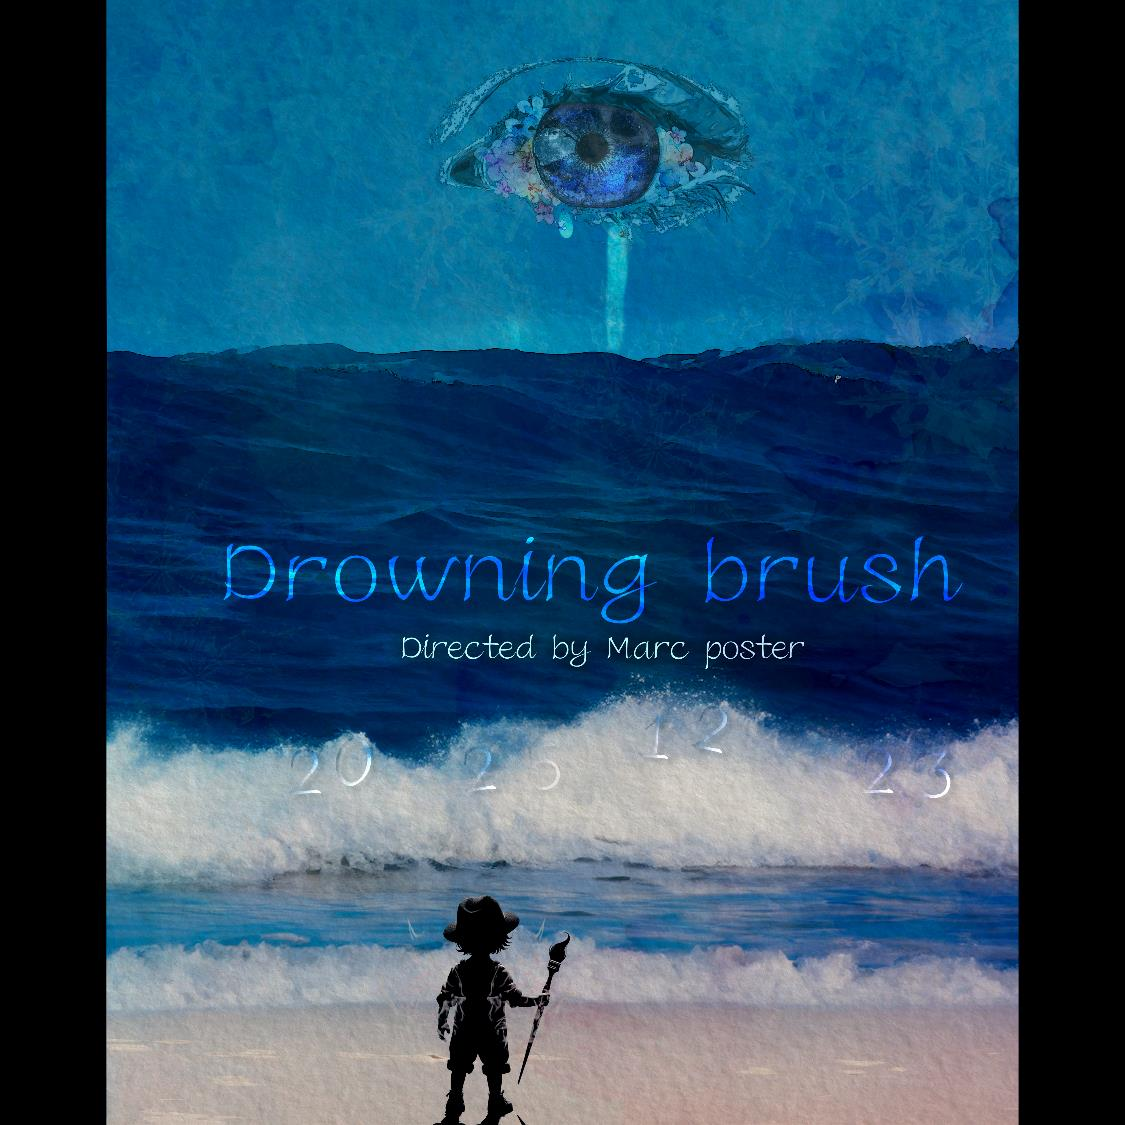 Drowning brush
Directed by Marc poster
20 25 12 23